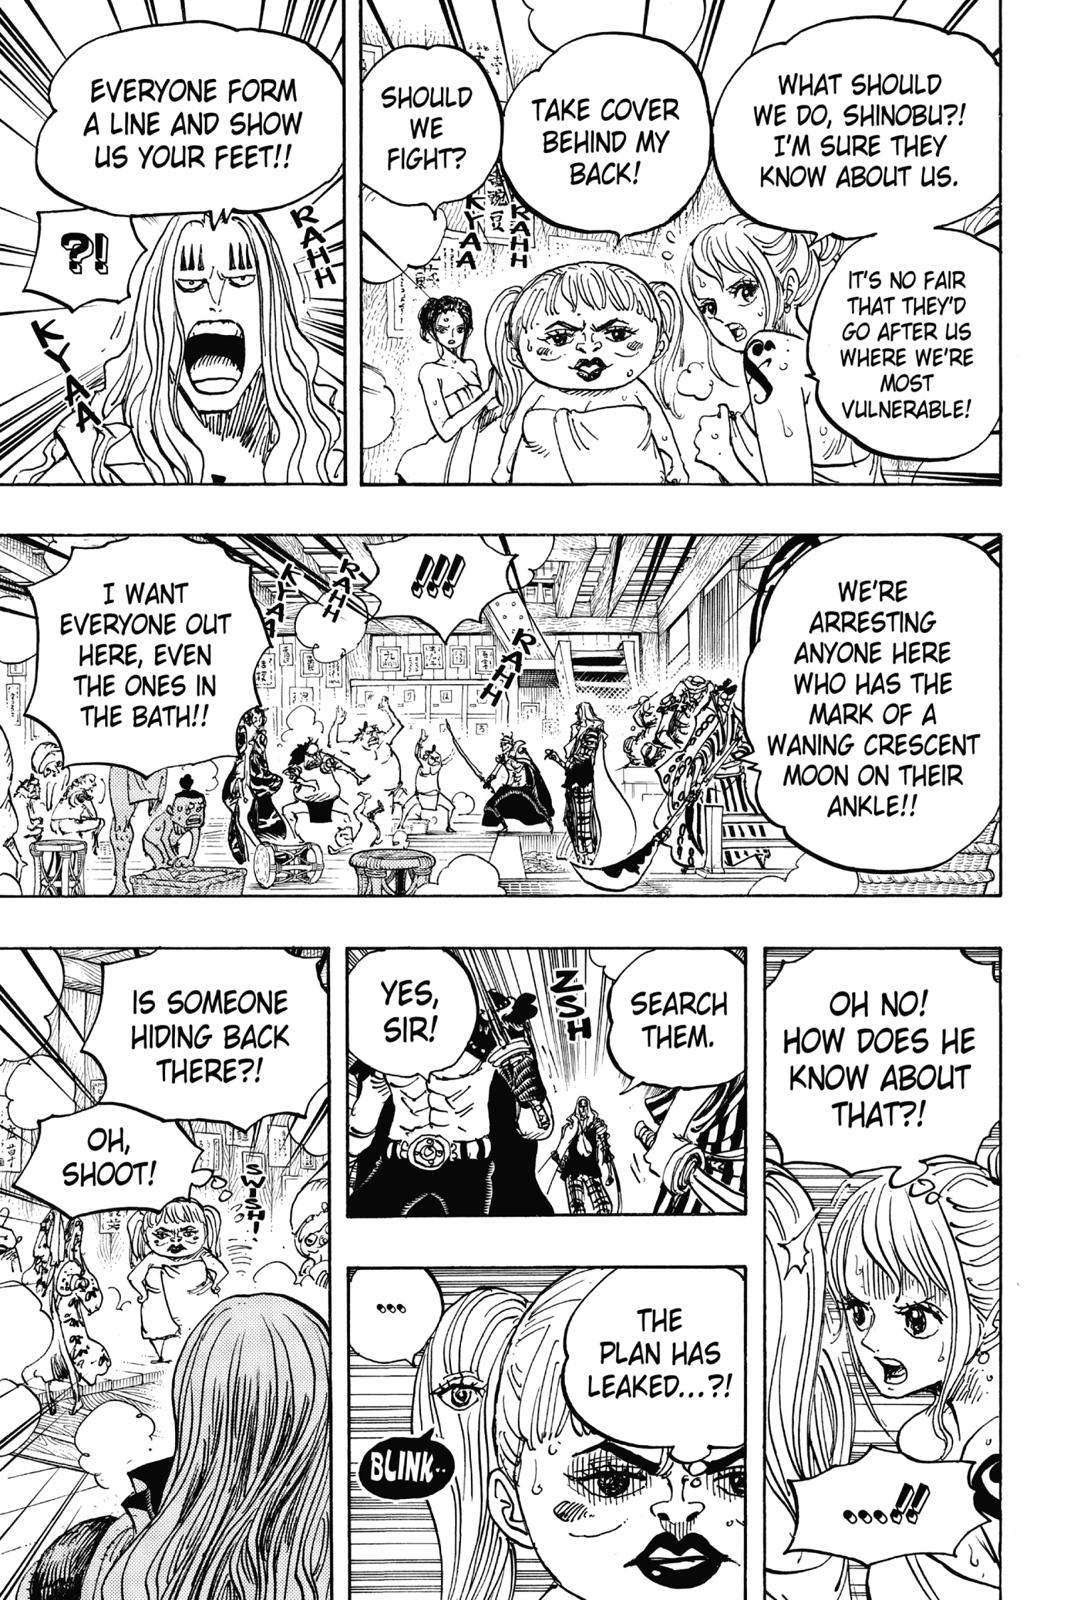 WHAT SHOULD
WE DO, SHINOBU?!
I'M SURE THEY
KNOW ABOUT US.
IT'S NO FAIR
THAT THEY'D
GO AFTER US
WHERE WE'RE
MOST
VULNERABLE!
TAKE COVER
BEHIND MY
BACK!
SHOULD
WE
FIGHT?
RAHH
KYAA
EVERYONE FORM
A LINE AND SHOW
US YOUR FEET!!
RAHH
?!
KYAA
WE'RE
ARRESTING
ANYONE HERE
WHO HAS THE
MARK OF A
WANING CRESCENT
MOON ON THEIR
ANKLE!!
!!!
RAHH
RAHH
KYAA
I WANT
EVERYONE OUT
HERE, EVEN
THE ONES IN
THE BATH!!
OH NO!
HOW DOES HE
KNOW ABOUT
THAT?!
....!!
SEARCH
THEM.
ZSH
YES,
SIR!
THE
PLAN HAS
LEAKED...?!
...
BLINK..
IS SOMEONE
HIDING BACK
THERE?!
OH,
SHOOT!
SWISH!